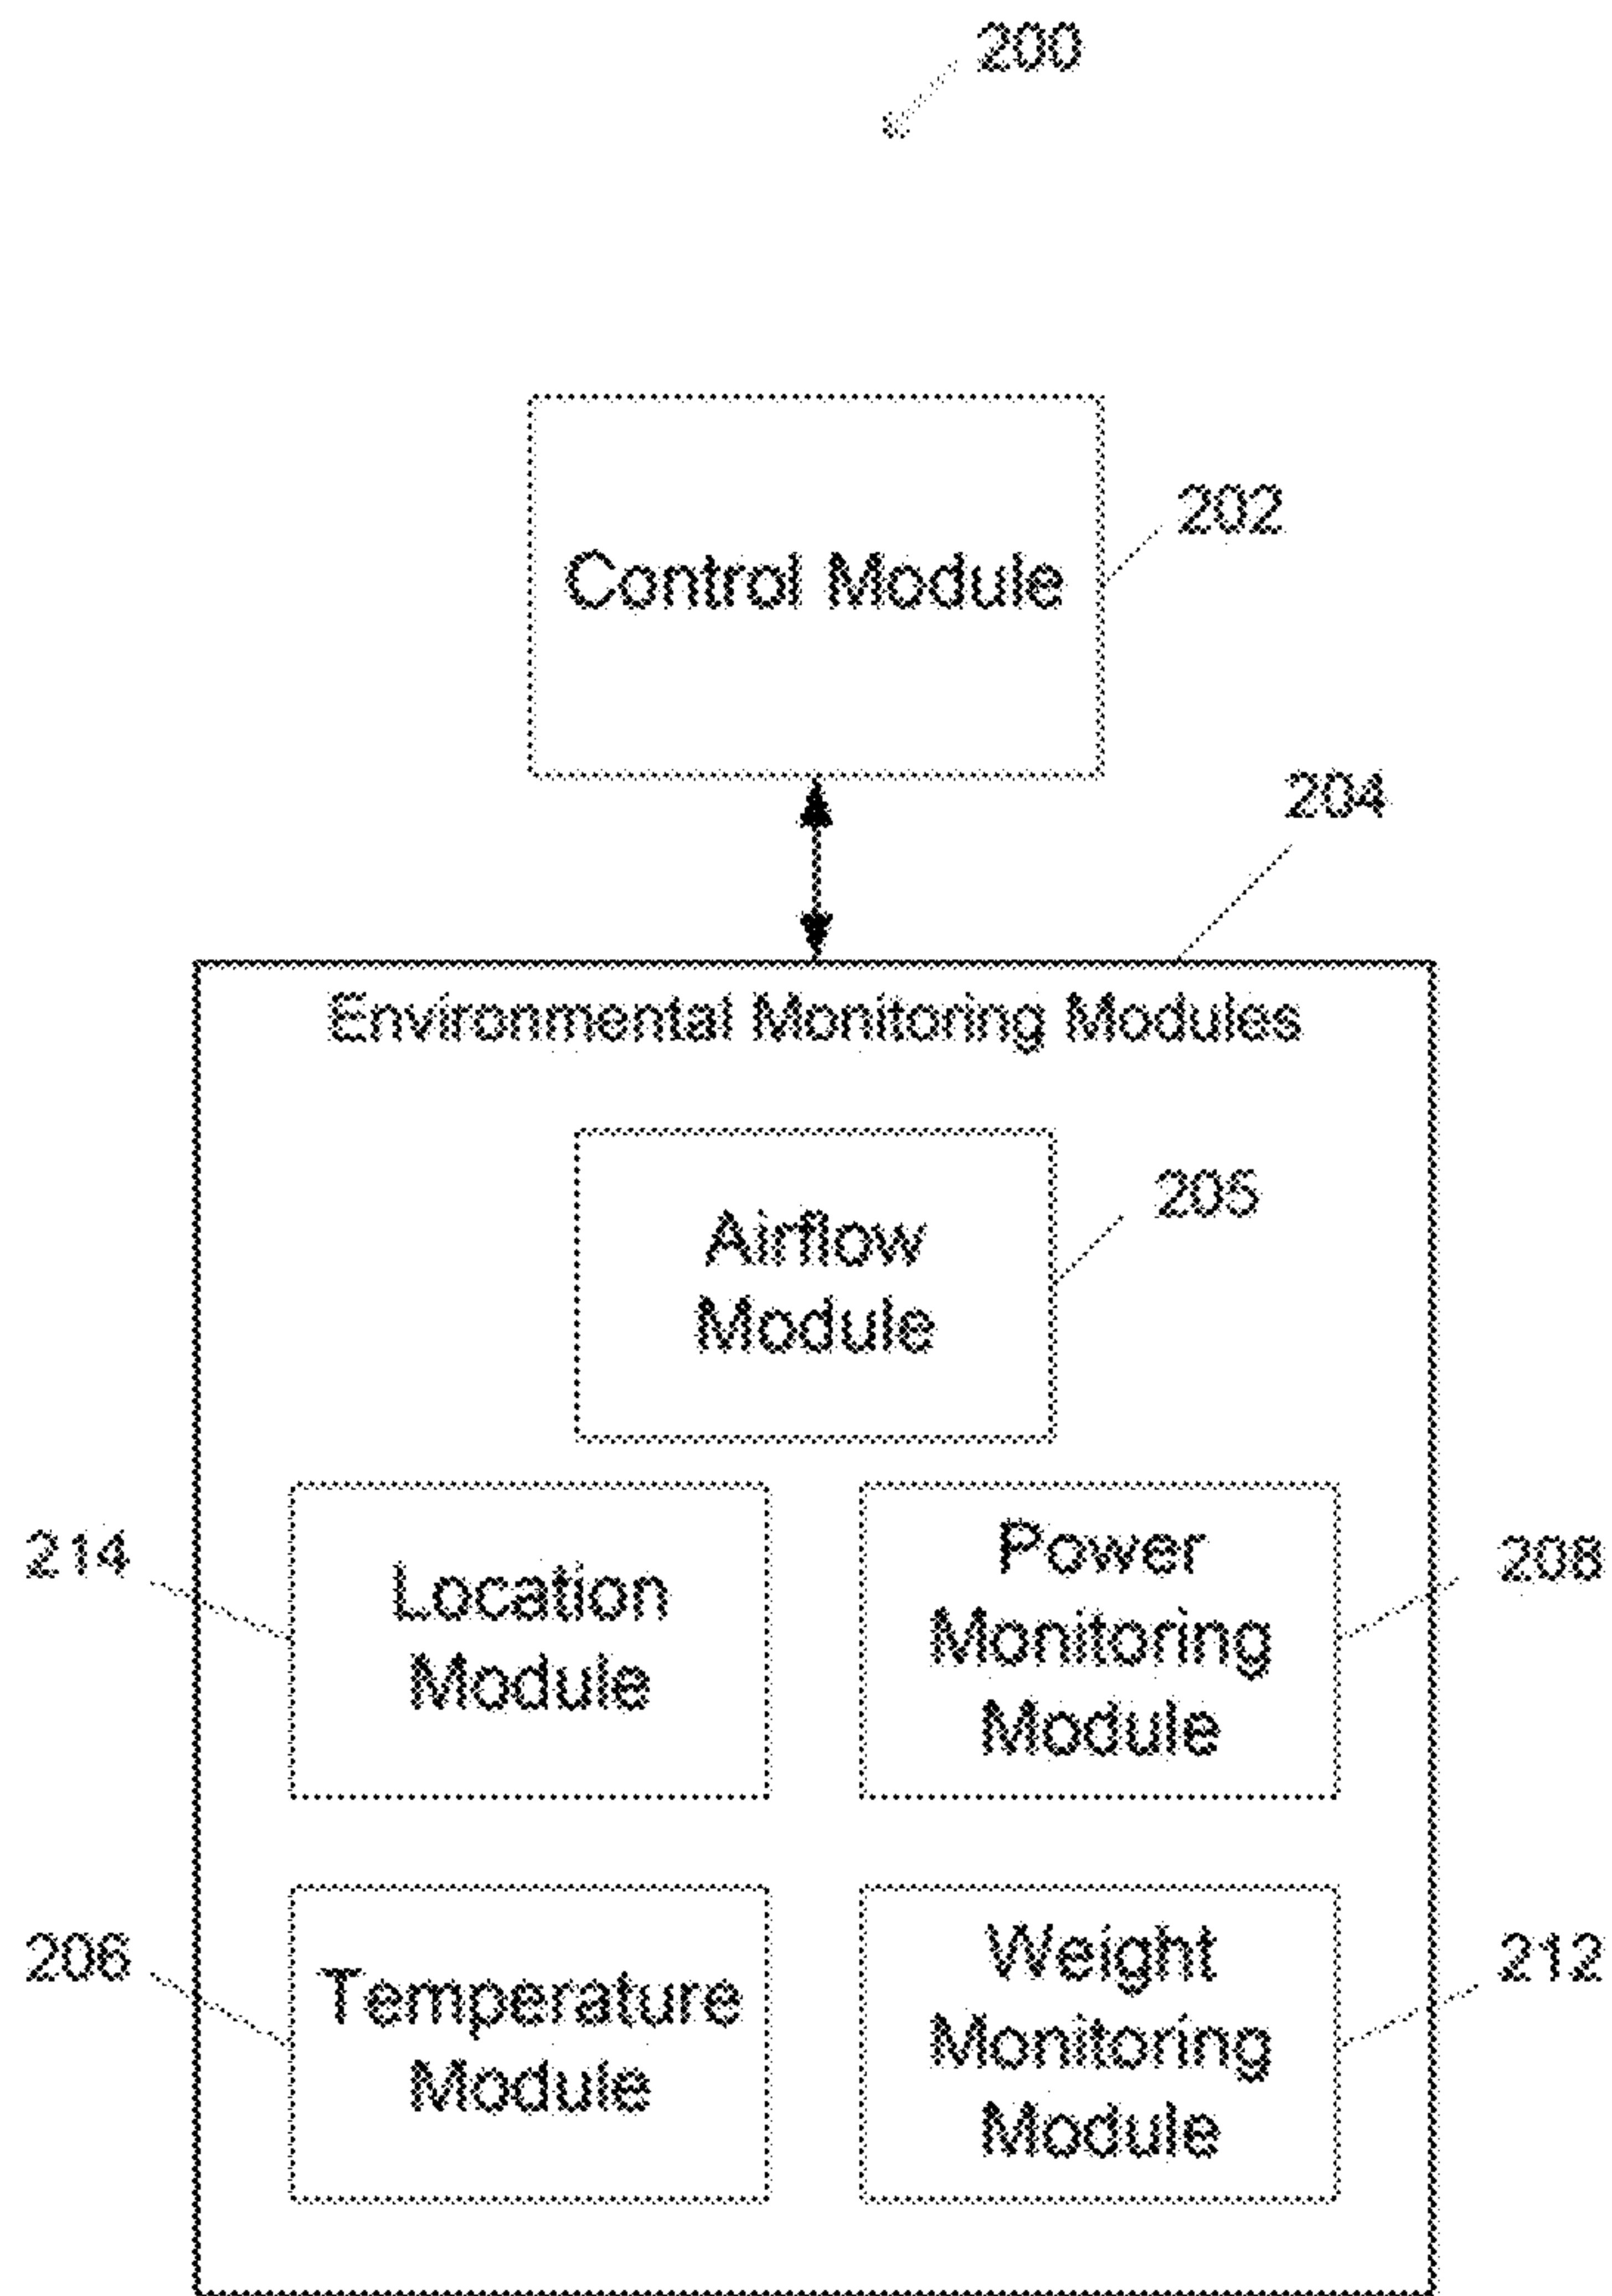 200
Control Module
202
204
Environmental Monitoring Modules
Airflow
Module
205
214
Location
Module
Power
Monitoring
Module
208
206
Temperature
Module
Weight
Monitoring
Module
212